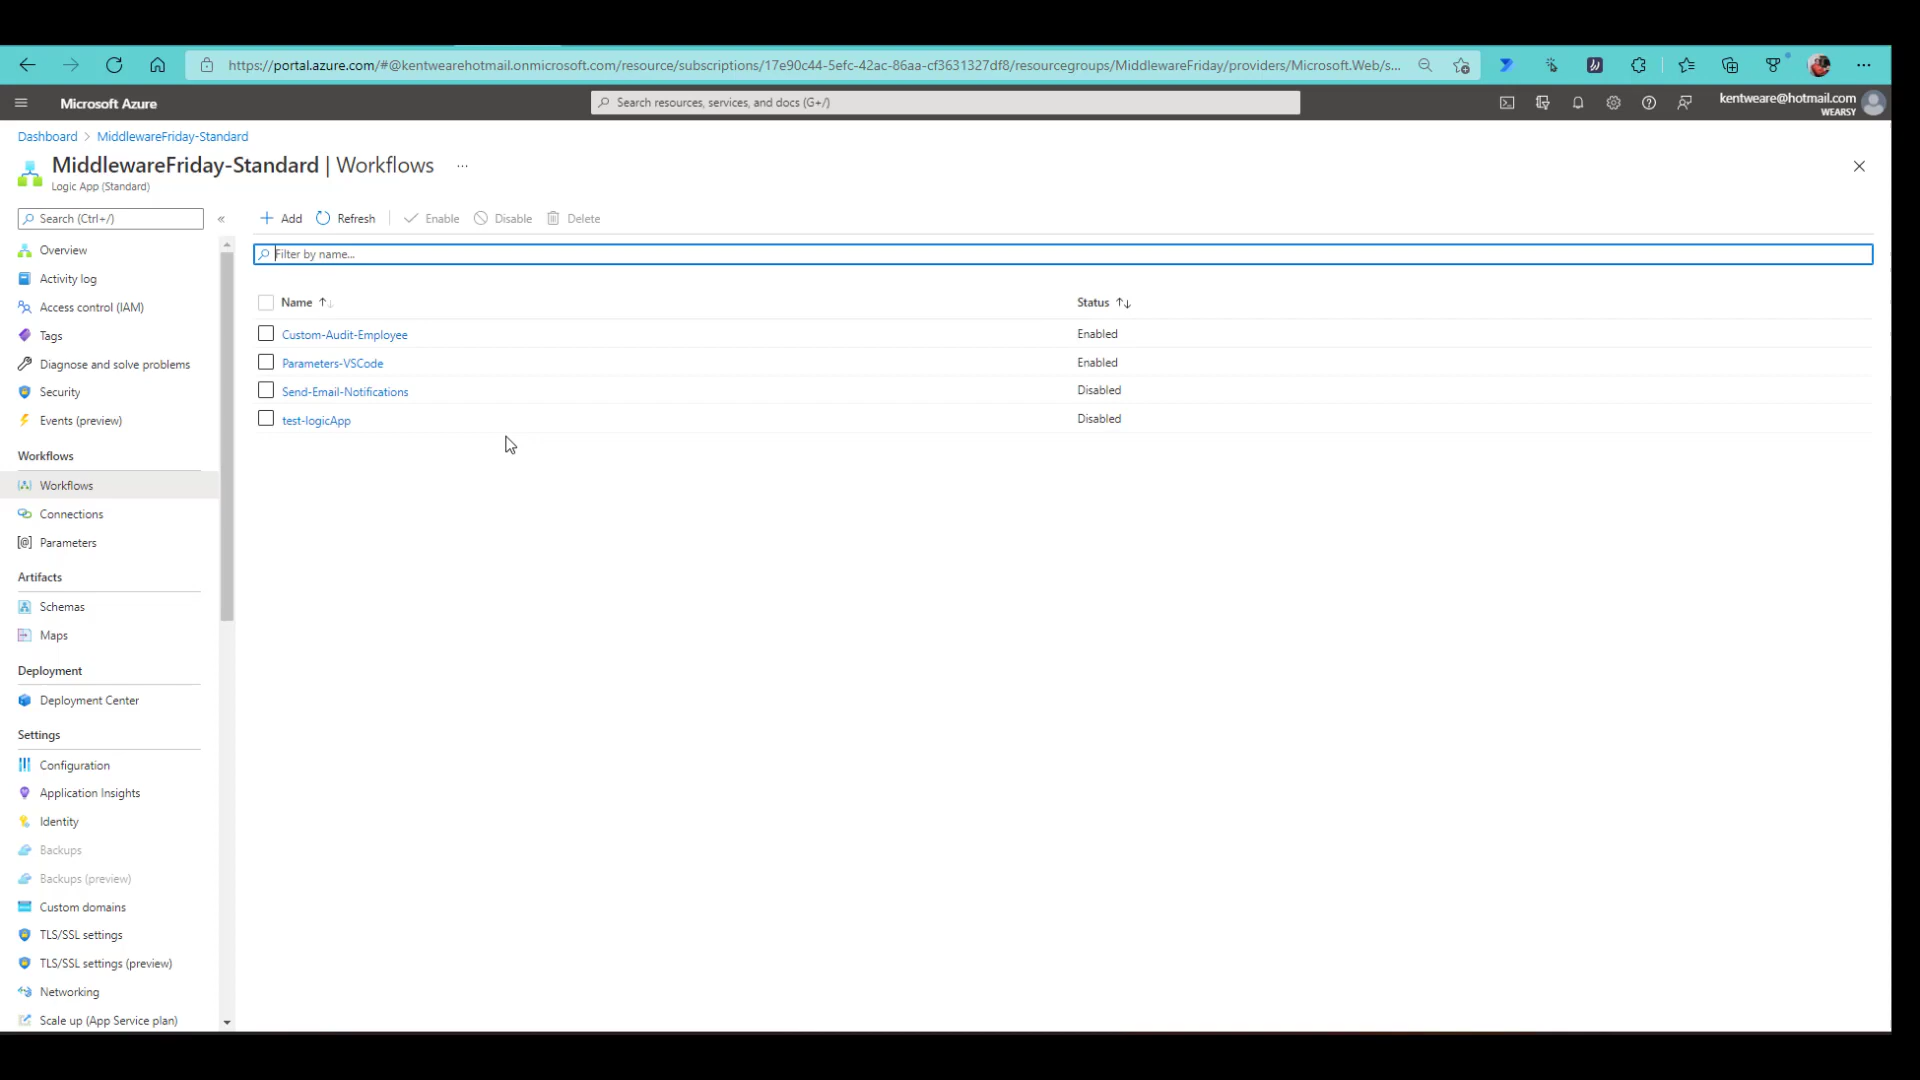 https://portal.azure.com/#@kentwearehotmail.onmicrosoft.com/resource/subscriptions/17e90c44-5efc-42ac-86aa-cf3631327df8/resourcegroups/MiddlewareFriday/providers/Microsoft.Web/s...
Microsoft Azure
Search resources, services, and docs (G+/)
kentweare@hotmail.com
WEARSY
Dashboard > MiddlewareFriday-Standard
MiddlewareFriday-Standard | Workflows ...
Logic App (Standard)
Search (Ctrl+/)
«
Add
Refresh
Enable
Disable
Delete
Filter by name...
Name
Status
Custom-Audit-Employee
Enabled
Parameters-VSCode
Enabled
Send-Email-Notifications
Disabled
test-logicApp
Disabled
Overview
Activity log
Access control (IAM)
Tags
Diagnose and solve problems
Security
Events (preview)
Workflows
Workflows
Connections
Parameters
Artifacts
Schemas
Maps
Deployment
Deployment Center
Settings
Configuration
Application Insights
Identity
Backups
Backups (preview)
Custom domains
TLS/SSL settings
TLS/SSL settings (preview)
Networking
Scale up (App Service plan)